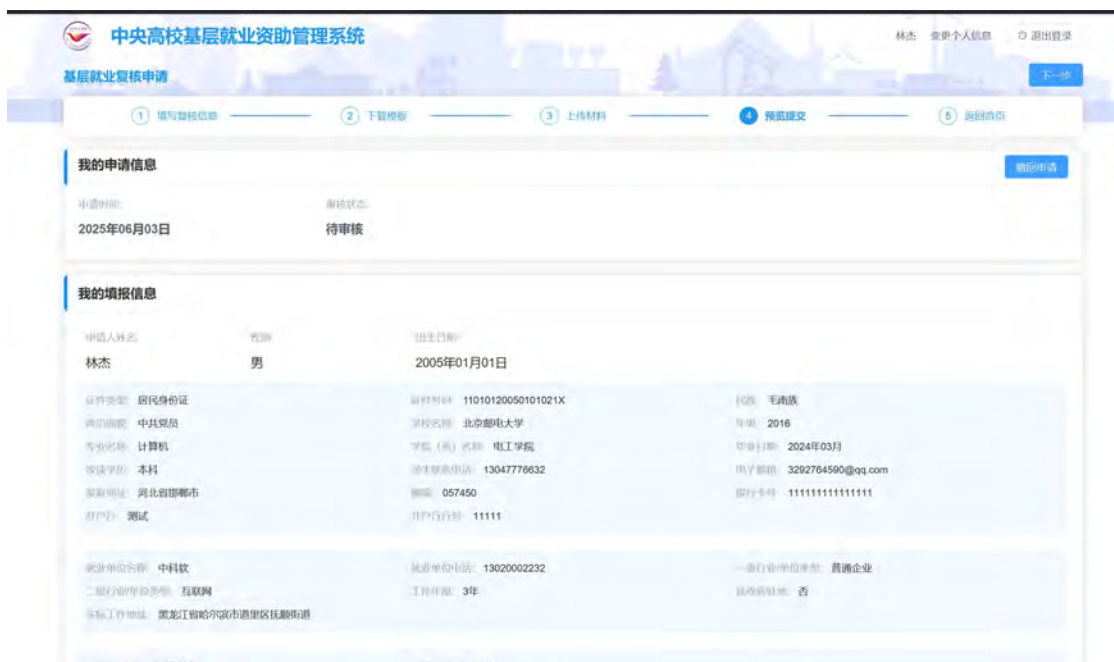 中央高校基层就业资助管理系统
林杰 变更个人信息 退出登录
基层就业复核申请
下一步
1 填写复核信息 2 下载模版 3 上传材料 4 预览提交 5 返回首页
我的申请信息
撤回申请
申请时间: 审核状态:
2025年06月03日 待审核
我的填报信息
申请人姓名: 性别: 出生日期:
林杰 男 2005年01月01日
证件类型: 居民身份证 证件号码: 11010120050101021X 民族: 毛南族
政治面貌: 中共党员 学校名称: 北京邮电大学 年级: 2016
专业名称: 计算机 学院（系）名称: 电工学院 毕业日期: 2024年03月
攻读学历: 本科 学生联系电话: 13047776632 电子邮箱: 3292764590@qq.com
家庭地址: 河北省邯郸市 邮编: 057450 银行卡号: 111111111111111
开户行: 测试 开户行行号: 11111
就业单位名称: 中科软 就业单位电话: 13020002232 一级行业/单位类型: 普通企业
二级行业/单位类型: 互联网 工作年限: 3年 县政府驻地: 否
实际工作地址: 黑龙江省哈尔滨市道里区抚顺街道